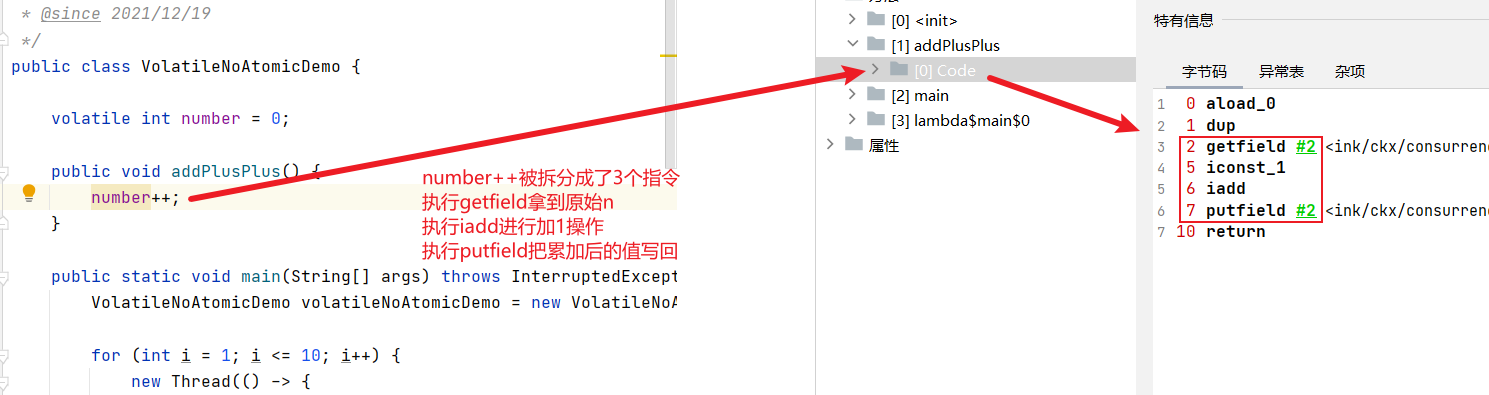 * @since 2021/12/19
*/
public class VolatileNoAtomicDemo {
volatile int number = 0;
public void addPlusPlus() {
number++;
}
public static void main(String[] args) throws InterruptedExcept
VolatileNoAtomicDemo volatileNoAtomicDemo = new VolatileNoA
for (int i = 1; i <= 10; i++) {
new Thread(() -> {
number++被拆分成了3个指令
执行getfield拿到原始n
执行iadd进行加1操作
执行putfield把累加后的值写回
[0] <init>
[1] addPlusPlus
[0] Code
[2] main
[3] lambda$main$0
属性
特有信息
字节码 异常表 杂项
1 0 aload_0
2 1 dup
3 2 getfield #2 <ink/ckx/consurrenc
4 5 iconst_1
5 6 iadd
6 7 putfield #2 <ink/ckx/consurrenc
7 10 return